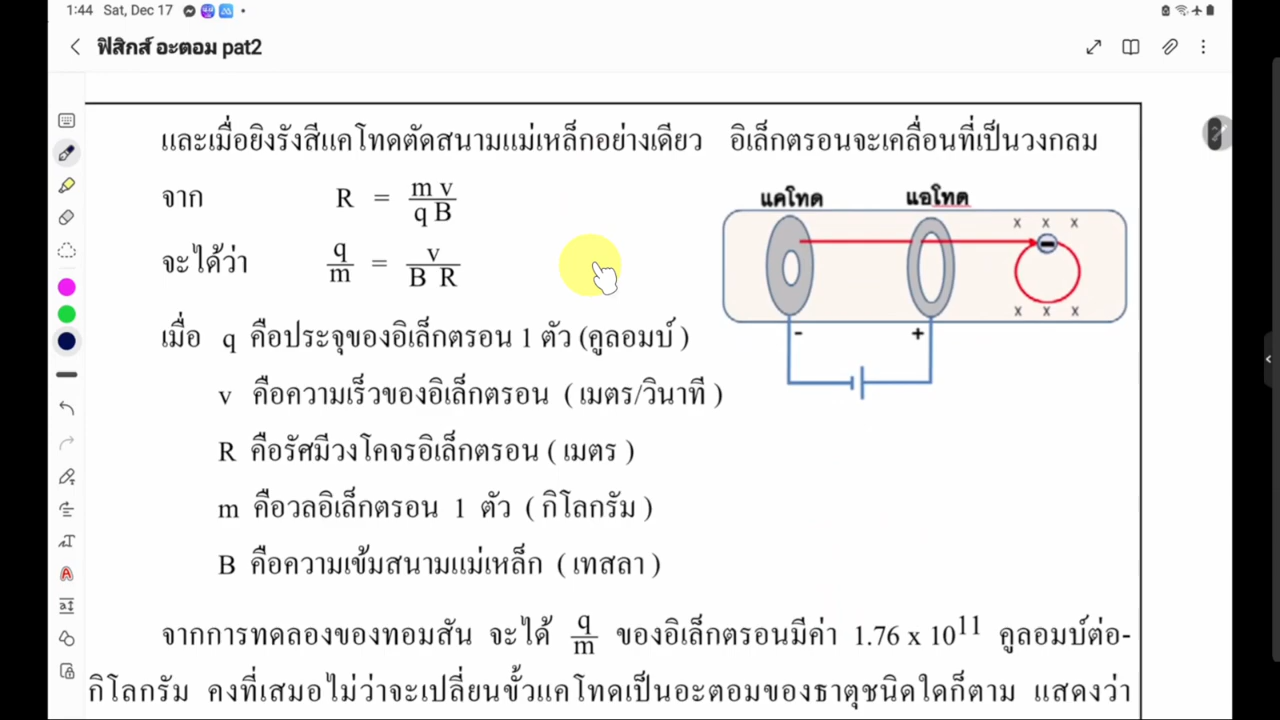 1:44 Sat, Dec 17
ฟิสิกส์ อะตอม pat2
และเมื่อยิงรังสีแคโทดตัดสนามแม่เหล็กอย่างเดียว อิเล็กตรอนจะเคลื่อนที่เป็นวงกลม
จาก R = m v / q B
แคโทด แอโทด
x x x
จะได้ว่า q / m = v / B R
x x x
- +
เมื่อ q คือประจุของอิเล็กตรอน 1 ตัว (คูลอมบ์ )
v คือความเร็วของอิเล็กตรอน ( เมตร/วินาที )
R คือรัศมีวงโคจรอิเล็กตรอน ( เมตร )
m คือวลอิเล็กตรอน 1 ตัว ( กิโลกรัม )
B คือความเข้มสนามแม่เหล็ก ( เทสลา )
จากการทดลองของทอมสัน จะได้ q / m ของอิเล็กตรอนมีค่า 1.76 x 10¹¹ คูลอมบ์ต่อ-
กิโลกรัม คงที่เสมอไม่ว่าจะเปลี่ยนขั้วแคโทดเป็นอะตอมของธาตุชนิดใดก็ตาม แสดงว่า